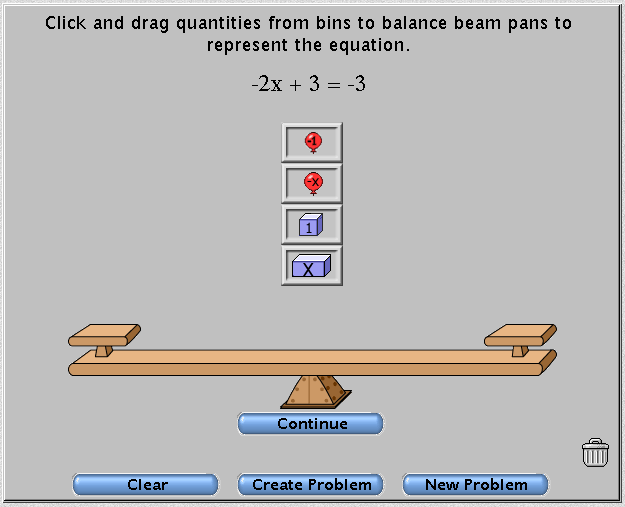 Click and drag quantities from bins to balance beam pans to
represent the equation.
-2x + 3 = -3
-1
-X
1
X
Continue
Clear
Create Problem
New Problem